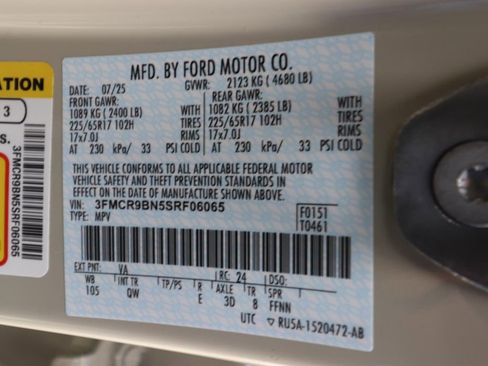 MFD. BY FORD MOTOR CO.
DATE: 07/25 GVWR: 2123 KG ( 4680 LB)
FRONT GAWR: REAR GAWR:
1089 KG ( 2400 LB) WITH 1082 KG ( 2385 LB) WITH
225/65R17 102H TIRES 225/65R17 102H TIRES
17x7.0J RIMS 17x7.0J RIMS
AT 230 kPa/ 33 PSI COLD AT 230 kPa/ 33 PSI COLD
THIS VEHICLE CONFORMS TO ALL APPLICABLE FEDERAL MOTOR
VEHICLE SAFETY AND THEFT PREVENTION STANDARDS IN
EFFECT ON THE DATE OF MANUFACTURE SHOWN ABOVE.
VIN: 3FMCR9BN5SRF06065 F0151
TYPE: MPV T0461
EXT PNT: VA RC: 24 DSO:
WB INT TR TP/PS R AXLE TR SPR
105 QW E 3D 8 FFNN
UTC RU5A-1520472-AB
ATION
3
s.
3FMCR9BN5SRF06065